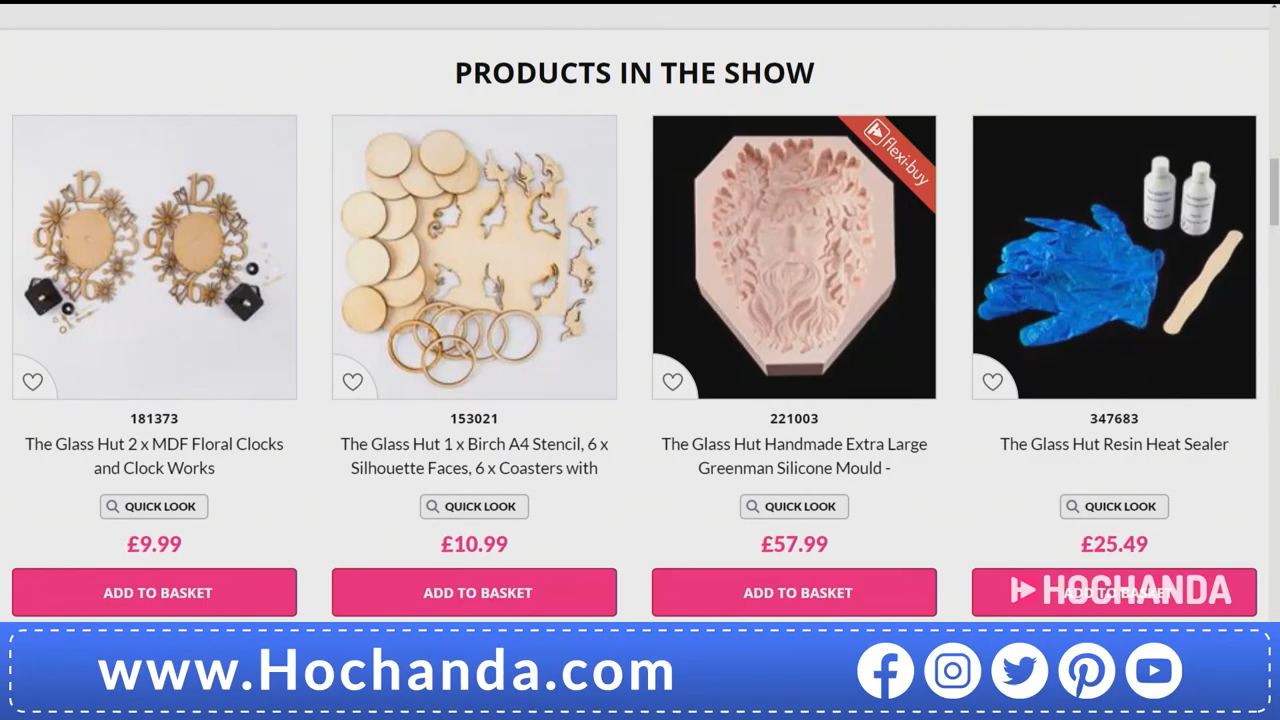 PRODUCTS IN THE SHOW
flexi-buy
181373
153021
221003
347683
The Glass Hut 2 x MDF Floral Clocks
and Clock Works
The Glass Hut 1 x Birch A4 Stencil, 6 x
Silhouette Faces, 6 x Coasters with
The Glass Hut Handmade Extra Large
Greenman Silicone Mould -
The Glass Hut Resin Heat Sealer
QUICK LOOK
QUICK LOOK
QUICK LOOK
QUICK LOOK
£9.99
£10.99
£57.99
£25.49
ADD TO BASKET
ADD TO BASKET
ADD TO BASKET
ADD TO BASKET
HOCHANDA
www.Hochanda.com